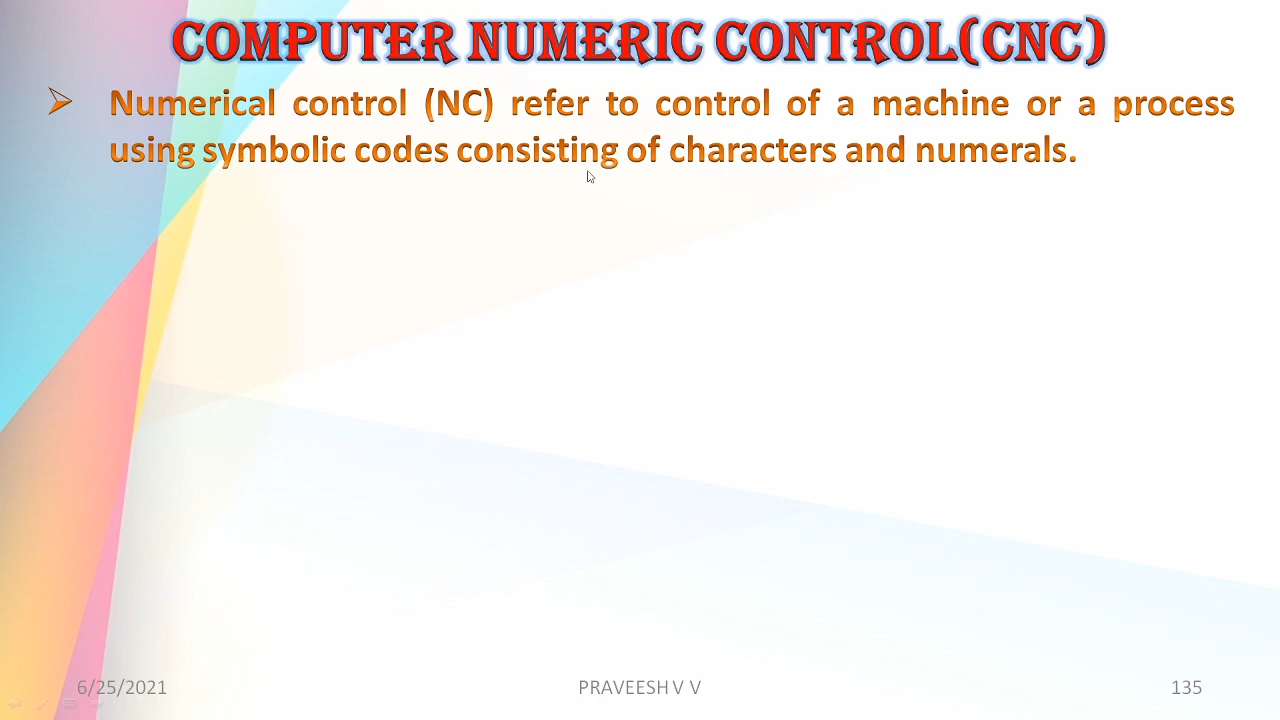 COMPUTER NUMERIC CONTROL(CNC)
Numerical control (NC) refer to control of a machine or a process
using symbolic codes consisting of characters and numerals.
6/25/2021 PRAVEESH V V 135